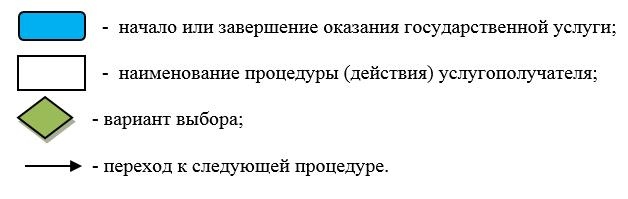 - начало или завершение оказания государственной услуги;
- наименование процедуры (действия) услугополучателя;
- вариант выбора;
- переход к следующей процедуре.